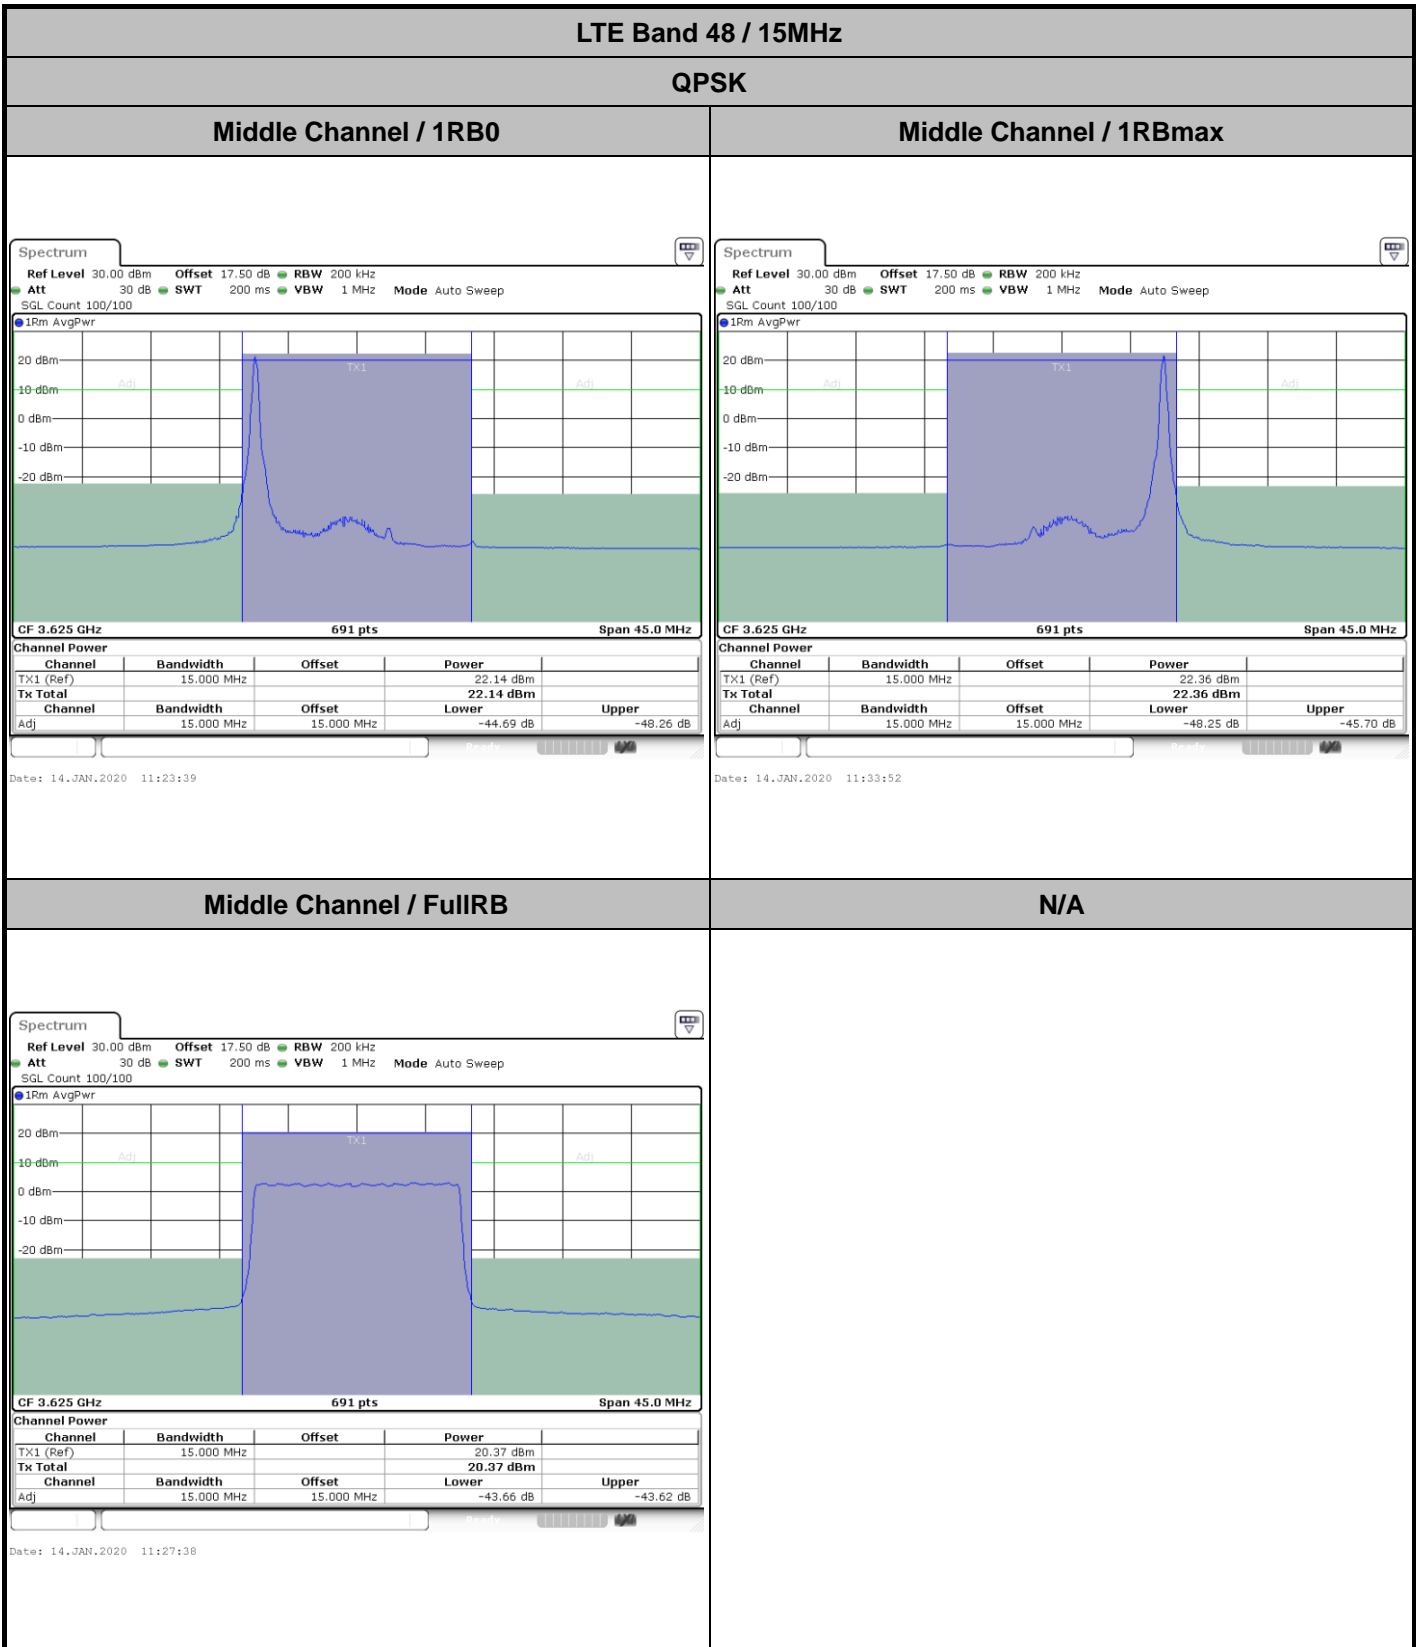 LTE Band 48 / 15MHz
QPSK
Middle Channel / 1RB0
Middle Channel / 1RBmax
Spectrum
Ref Level 30.00 dBm Offset 17.50 dB RBW 200 kHz
Att 30 dB SWT 200 ms VBW 1 MHz Mode Auto Sweep
SGL Count 100/100
1Rm AvgPwr
20 dBm
10 dBm
0 dBm
-10 dBm
-20 dBm
Adj
TX1
Adj
CF 3.625 GHz 691 pts Span 45.0 MHz
Channel Power
Channel Bandwidth Offset Power
TX1 (Ref) 15.000 MHz 22.14 dBm
Tx Total 22.14 dBm
Channel Bandwidth Offset Lower Upper
Adj 15.000 MHz 15.000 MHz -44.69 dB -48.26 dB
Ready
Date: 14.JAN.2020 11:23:39
Spectrum
Ref Level 30.00 dBm Offset 17.50 dB RBW 200 kHz
Att 30 dB SWT 200 ms VBW 1 MHz Mode Auto Sweep
SGL Count 100/100
1Rm AvgPwr
20 dBm
10 dBm
0 dBm
-10 dBm
-20 dBm
Adj
TX1
Adj
CF 3.625 GHz 691 pts Span 45.0 MHz
Channel Power
Channel Bandwidth Offset Power
TX1 (Ref) 15.000 MHz 22.36 dBm
Tx Total 22.36 dBm
Channel Bandwidth Offset Lower Upper
Adj 15.000 MHz 15.000 MHz -48.25 dB -45.70 dB
Ready
Date: 14.JAN.2020 11:33:52
Middle Channel / FullRB
N/A
Spectrum
Ref Level 30.00 dBm Offset 17.50 dB RBW 200 kHz
Att 30 dB SWT 200 ms VBW 1 MHz Mode Auto Sweep
SGL Count 100/100
1Rm AvgPwr
20 dBm
10 dBm
0 dBm
-10 dBm
-20 dBm
Adj
TX1
Adj
CF 3.625 GHz 691 pts Span 45.0 MHz
Channel Power
Channel Bandwidth Offset Power
TX1 (Ref) 15.000 MHz 20.37 dBm
Tx Total 20.37 dBm
Channel Bandwidth Offset Lower Upper
Adj 15.000 MHz 15.000 MHz -43.66 dB -43.62 dB
Ready
Date: 14.JAN.2020 11:27:38